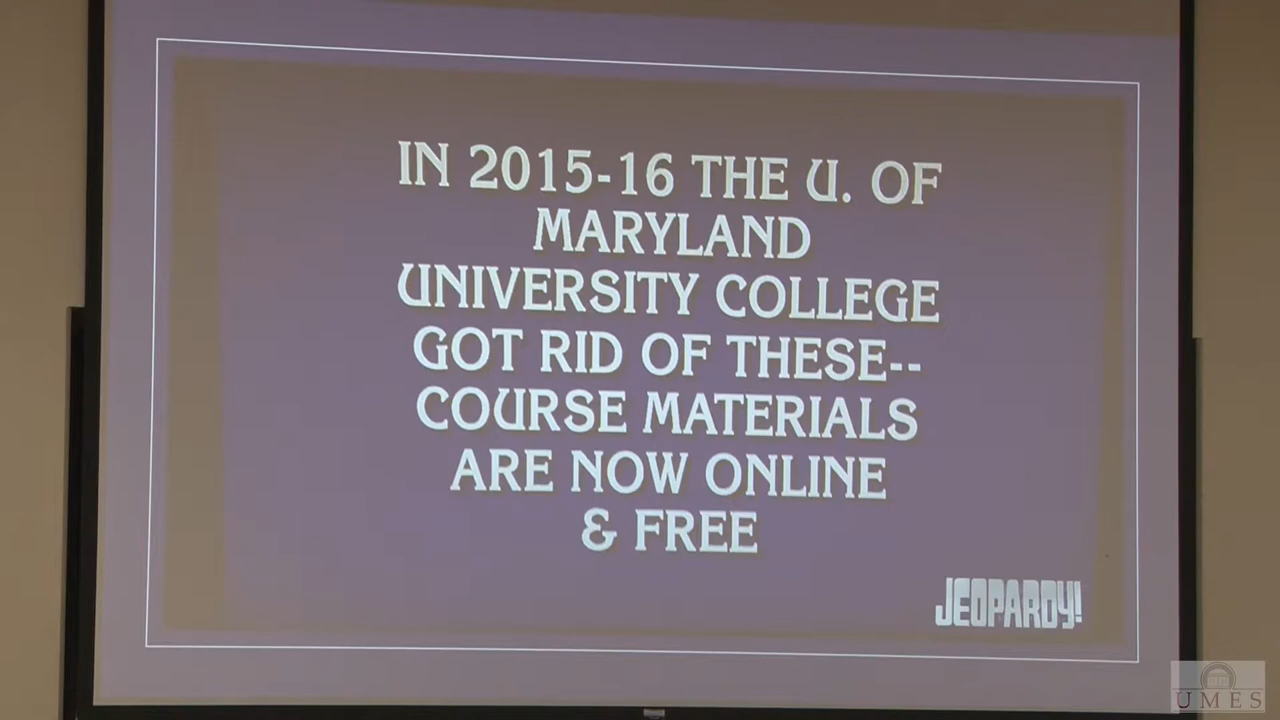 IN 2015-16 THE U. OF
MARYLAND
UNIVERSITY COLLEGE
GOT RID OF THESE--
COURSE MATERIALS
ARE NOW ONLINE
& FREE
JEOPARDY!
UMES